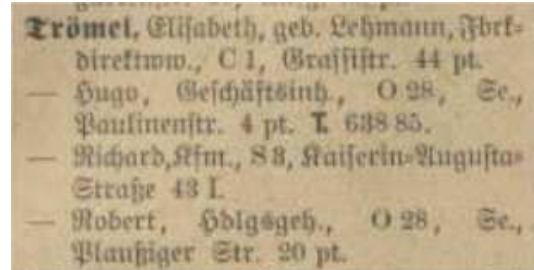 Trömel, Elisabeth, geb. Lehmann, Fbrk-
direktww., C 1, Grassistr. 44 pt.
— Hugo, Geschäftsinh., O 28, Se.,
Paulinenstr. 4 pt. T. 638 85.
— Richard, Kfm., S 3, Kaiserin-Augusta-
Straße 43 I.
— Robert, Hdlgsgeh., O 28, Se.,
Plaußiger Str. 20 pt.